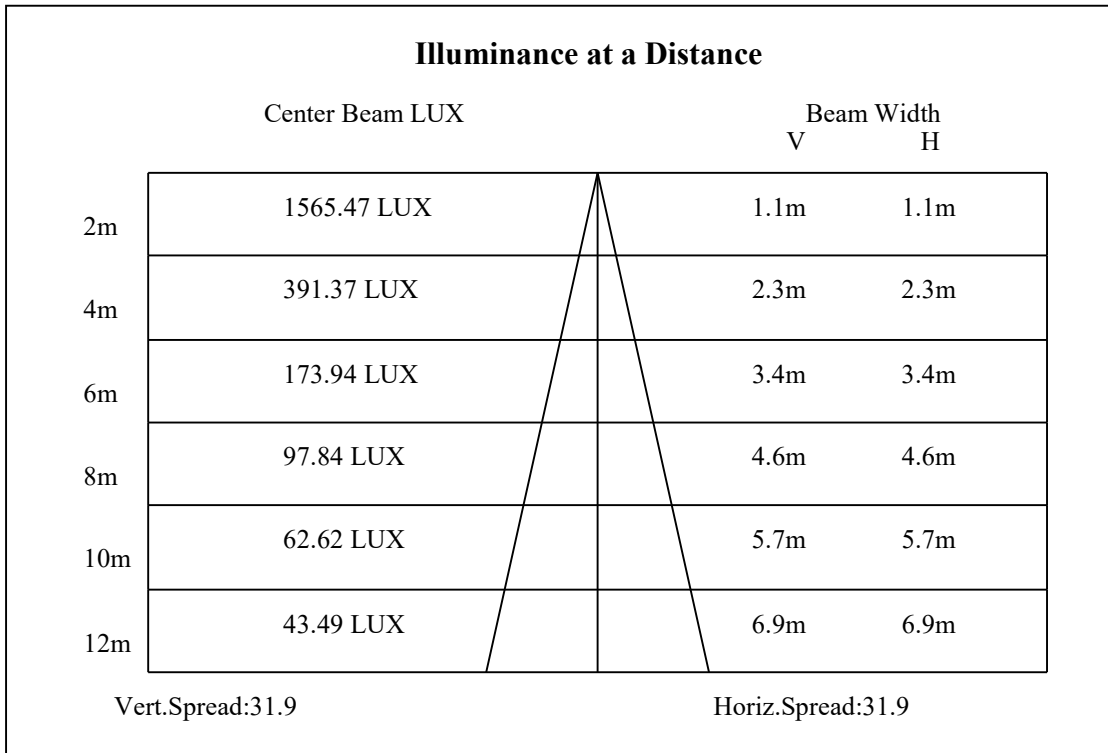 Illuminance at a Distance
Center Beam LUX Beam Width
V H
2m 1565.47 LUX 1.1m 1.1m
4m 391.37 LUX 2.3m 2.3m
6m 173.94 LUX 3.4m 3.4m
8m 97.84 LUX 4.6m 4.6m
10m 62.62 LUX 5.7m 5.7m
12m 43.49 LUX 6.9m 6.9m
Vert.Spread:31.9 Horiz.Spread:31.9